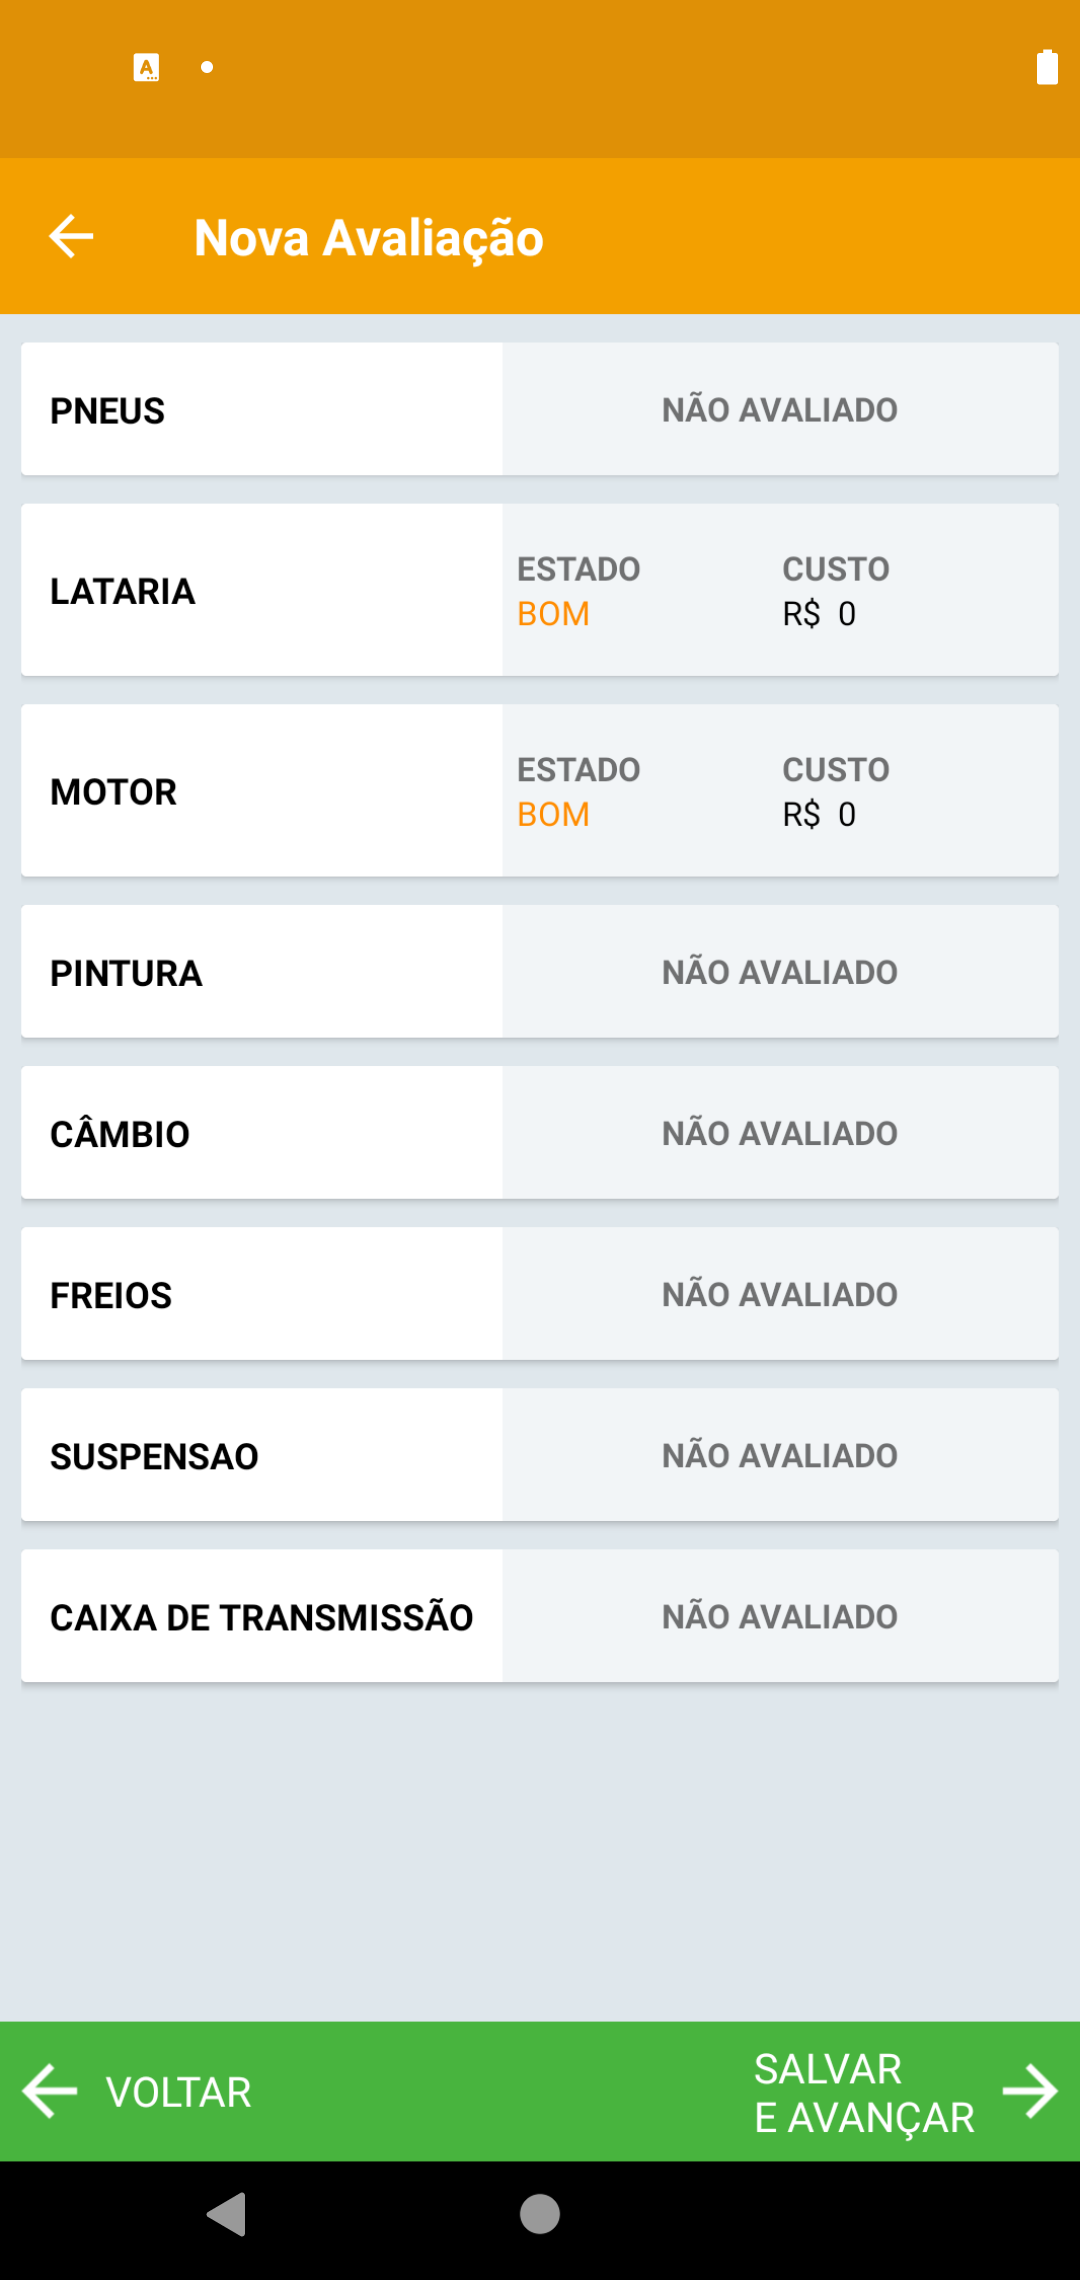 Nova Avaliação
PNEUS
NÃO AVALIADO
LATARIA
ESTADO
CUSTO
BOM
R$ 0
MOTOR
ESTADO
CUSTO
BOM
R$ 0
PINTURA
NÃO AVALIADO
CÂMBIO
NÃO AVALIADO
FREIOS
NÃO AVALIADO
SUSPENSAO
NÃO AVALIADO
CAIXA DE TRANSMISSÃO
NÃO AVALIADO
VOLTAR
SALVAR
E AVANÇAR